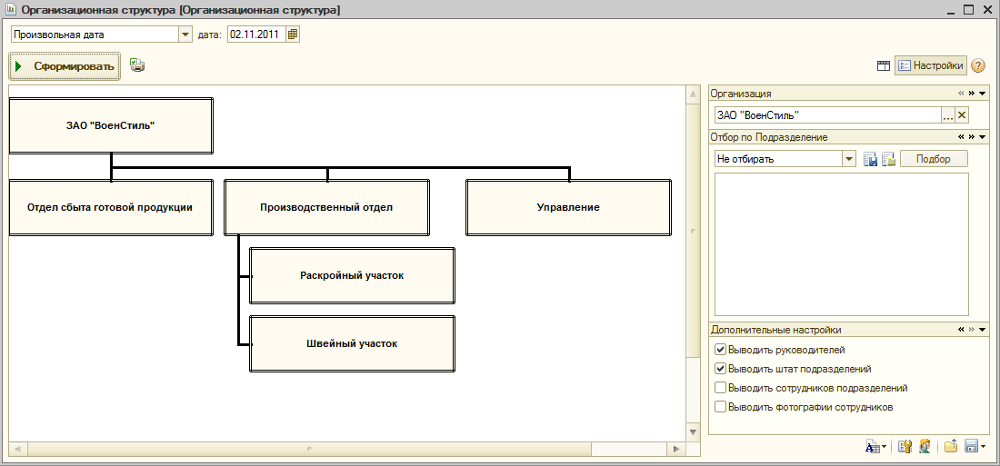 Организационная структура [Организационная структура]
Произвольная дата дата: 02.11.2011
Сформировать Настройки ?
Организация
ЗАО "ВоенСтиль" ...
Отбор по Подразделение
Не отбирать Подбор
Дополнительные настройки
Выводить руководителей
Выводить штат подразделений
Выводить сотрудников подразделений
Выводить фотографии сотрудников
ЗАО "ВоенСтиль"
Отдел сбыта готовой продукции Производственный отдел Управление
Раскройный участок
Швейный участок